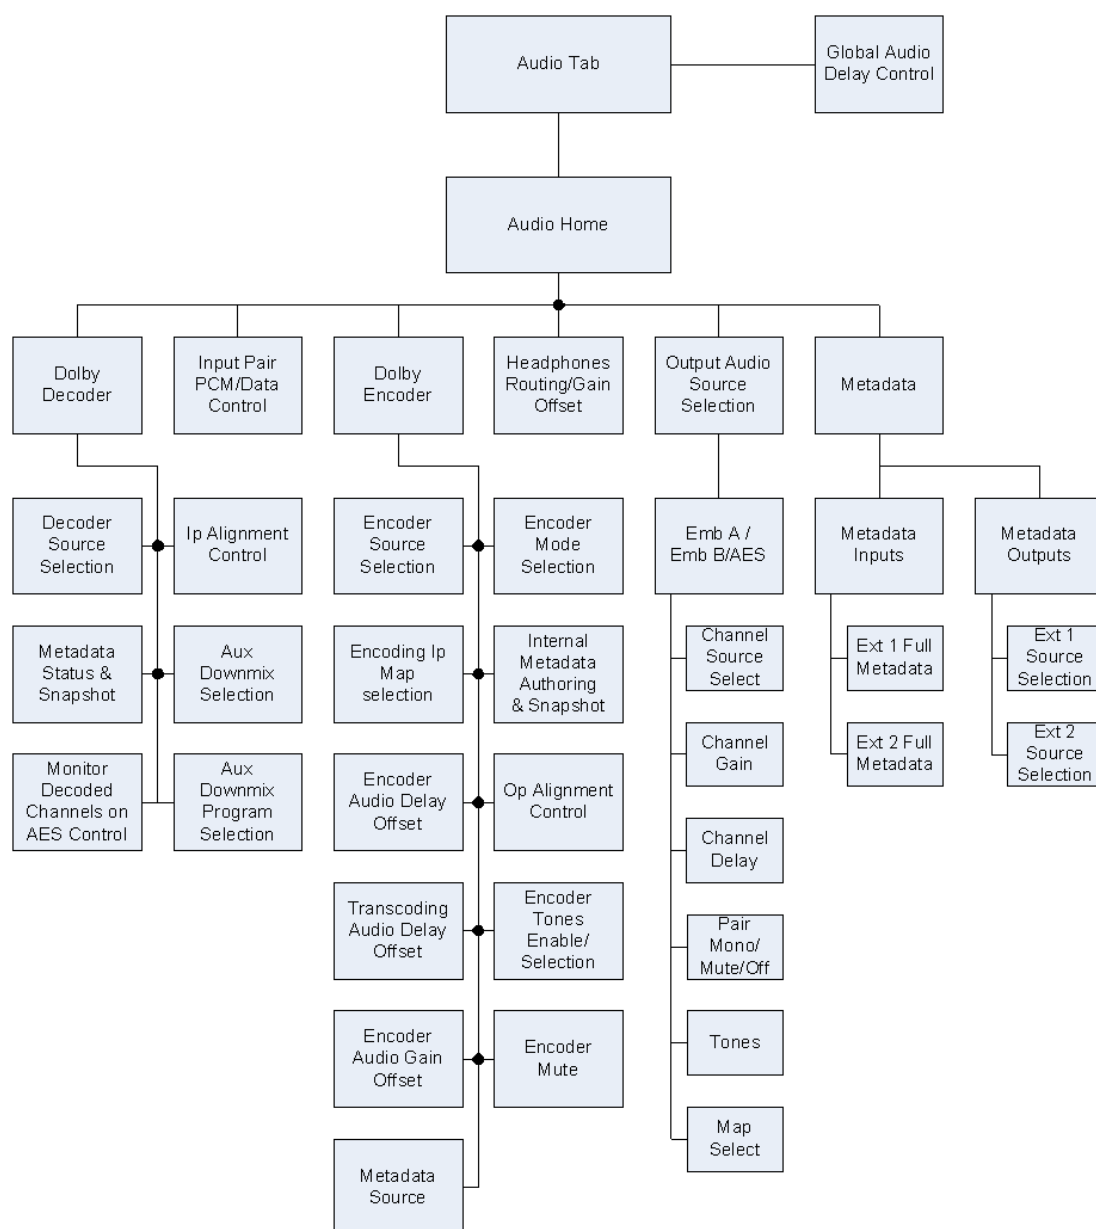 Audio Tab
Global Audio
Delay Control
Audio Home
Dolby
Decoder
Input Pair
PCM/Data
Control
Dolby
Encoder
Headphones
Routing/Gain
Offset
Output Audio
Source
Selection
Metadata
Decoder
Source
Selection
Ip Alignment
Control
Encoder
Source
Selection
Encoder
Mode
Selection
Emb A /
Emb B/AES
Metadata
Inputs
Metadata
Outputs
Metadata
Status &
Snapshot
Aux
Downmix
Selection
Encoding Ip
Map
selection
Internal
Metadata
Authoring
& Snapshot
Channel
Source
Select
Ext 1 Full
Metadata
Ext 1
Source
Selection
Channel
Gain
Ext 2 Full
Metadata
Ext 2
Source
Selection
Monitor
Decoded
Channels on
AES Control
Aux
Downmix
Program
Selection
Encoder
Audio Delay
Offset
Op Alignment
Control
Channel
Delay
Transcoding
Audio Delay
Offset
Encoder
Tones
Enable/
Selection
Pair
Mono/
Mute/Off
Encoder
Audio Gain
Offset
Encoder
Mute
Tones
Map
Select
Metadata
Source